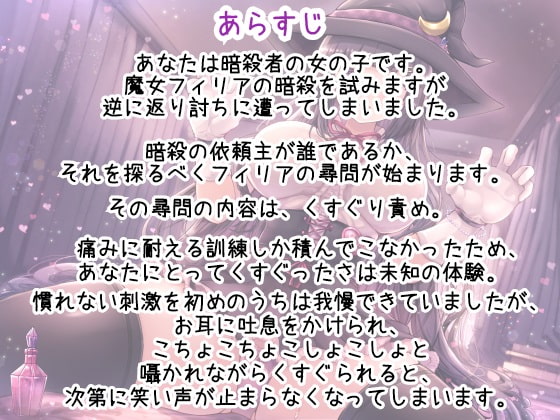 あらすじ
あなたは暗殺者の女の子です。
魔女フィリアの暗殺を試みますが
逆に返り討ちに遭ってしまいました。
暗殺の依頼主が誰であるか、
それを探るべくフィリアの尋問が始まります。
その尋問の内容は、くすぐり責め。
痛みに耐える訓練しか積んでこなかったため、
あなたにとってくすぐったさは未知の体験。
慣れない刺激を初めのうちは我慢できていましたが、
お耳に吐息をかけられ、
こちょこちょこしょこしょと
囁かれながらくすぐられると、
次第に笑い声が止まらなくなってしまいます。